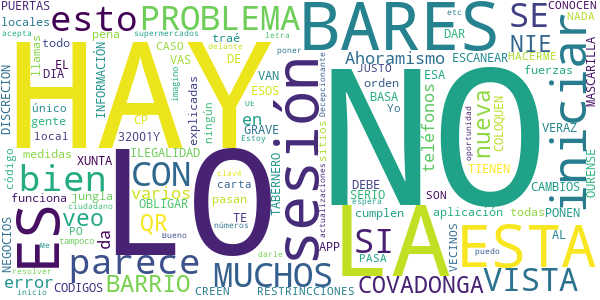 PUERTAS esto PROBLEMA BARES SE CONOCEN
locales acepta supermercados letra etc DAR NIE NADA
llamas todo pena traé delante poner Ahoramismo ESCANEAR HACERME MASCARILLA
HAY INFORMACIÓN CASO VAS DE VAN JUSTO ESA fuerzas
EL DIA imagino ESOS sitios Decepcionante orden
único gente explicadas ningún UE BASA Yo NO teléfonos nueva oportunidad COLOQUEN iniciar
local CP GRAVE Estoy TIENEN VERAZ
DISCRECION medidas 32001Y XUNTA ILEGALIDAD TABERNERO sesión actualizaciones CAMBIOS OURENSE
código bien CON LO carta DEBE SERIO SON aplicación todas PONEN
funciona jungla varios OBLIGAR clave pasan espera cumplen AL
ES ciudadano veo QR TE números APP SI LA VECINOS ESTA
NEGOCIOS Me PO da Bueno darle PASA puedo
tampoco parece MUCHOS COVADONGA VISTA
error resolver BARRIO
inicio CODIGOS CREEN RESTRINCCIONES